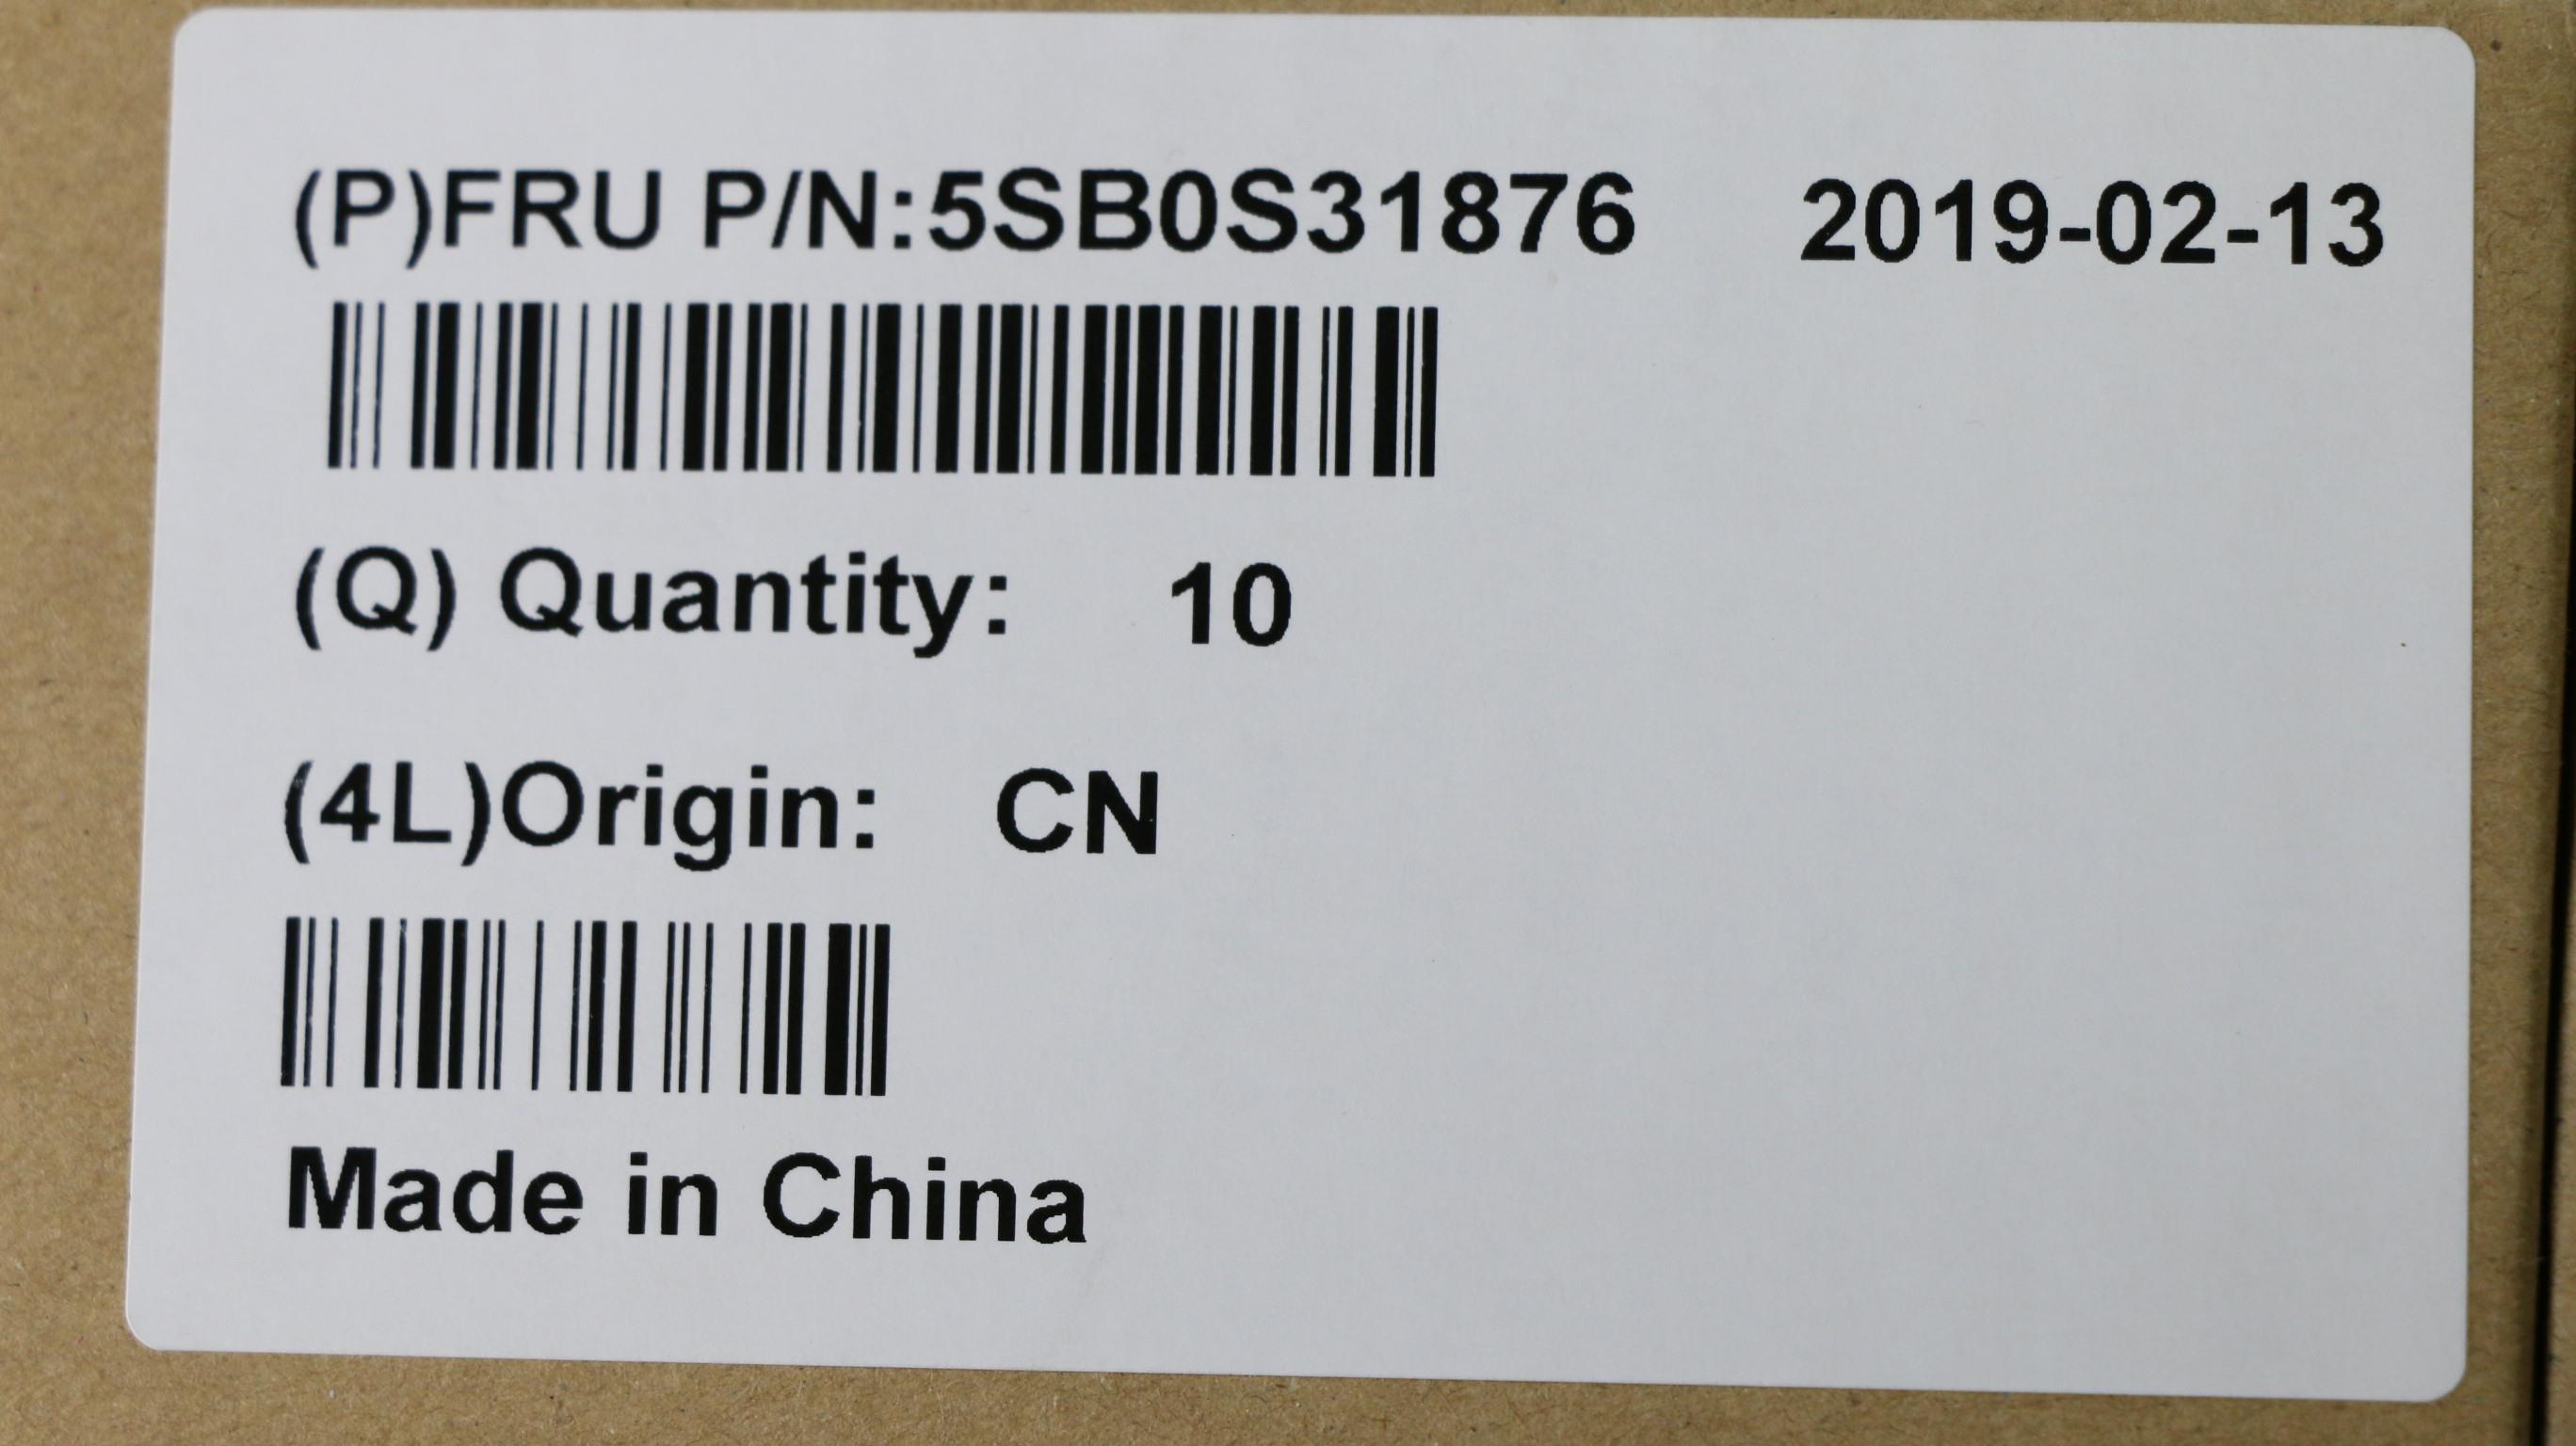 (P)FRU P/N:5SB0S31876 2019-02-13
(Q) Quantity: 10
(4L)Origin: CN
Made in China